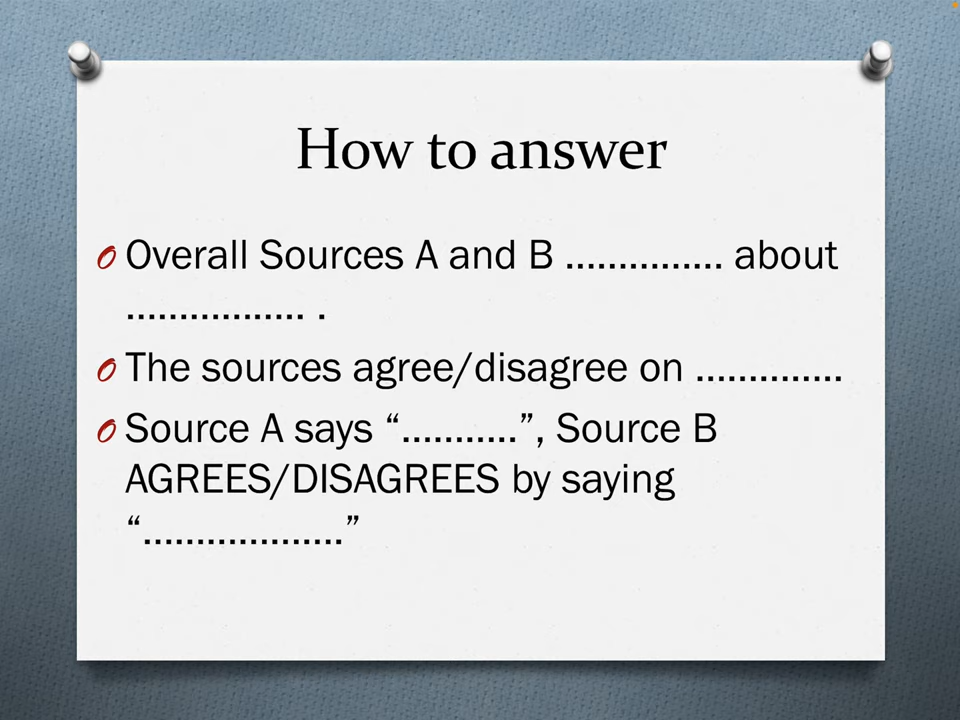 How to answer
Overall Sources A and B …………… about
…………….. .
The sources agree/disagree on …………..
Source A says “………..”, Source B
AGREES/DISAGREES by saying
“……………….”